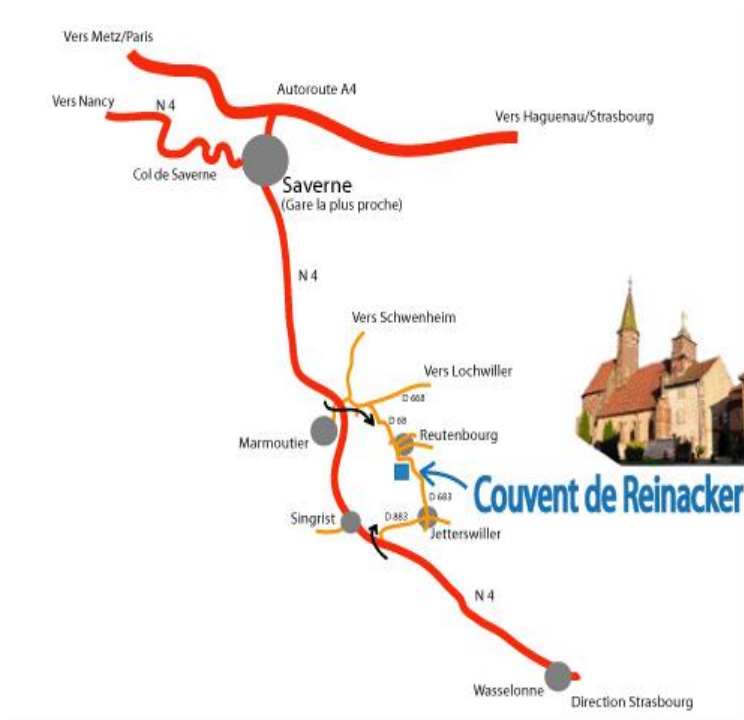 Vers Metz/Paris
Autoroute A4
Vers Nancy
N 4
Vers Haguenau/Strasbourg
Col de Saverne
Saverne
(Gare la plus proche)
N 4
Vers Schwenheim
Vers Lochwiller
D 668
D 68
Reutenbourg
Marmoutier
Couvent de Reinacker
D 683
Singrist
D 883
Jetterswiller
N 4
Wasselonne
Direction Strasbourg